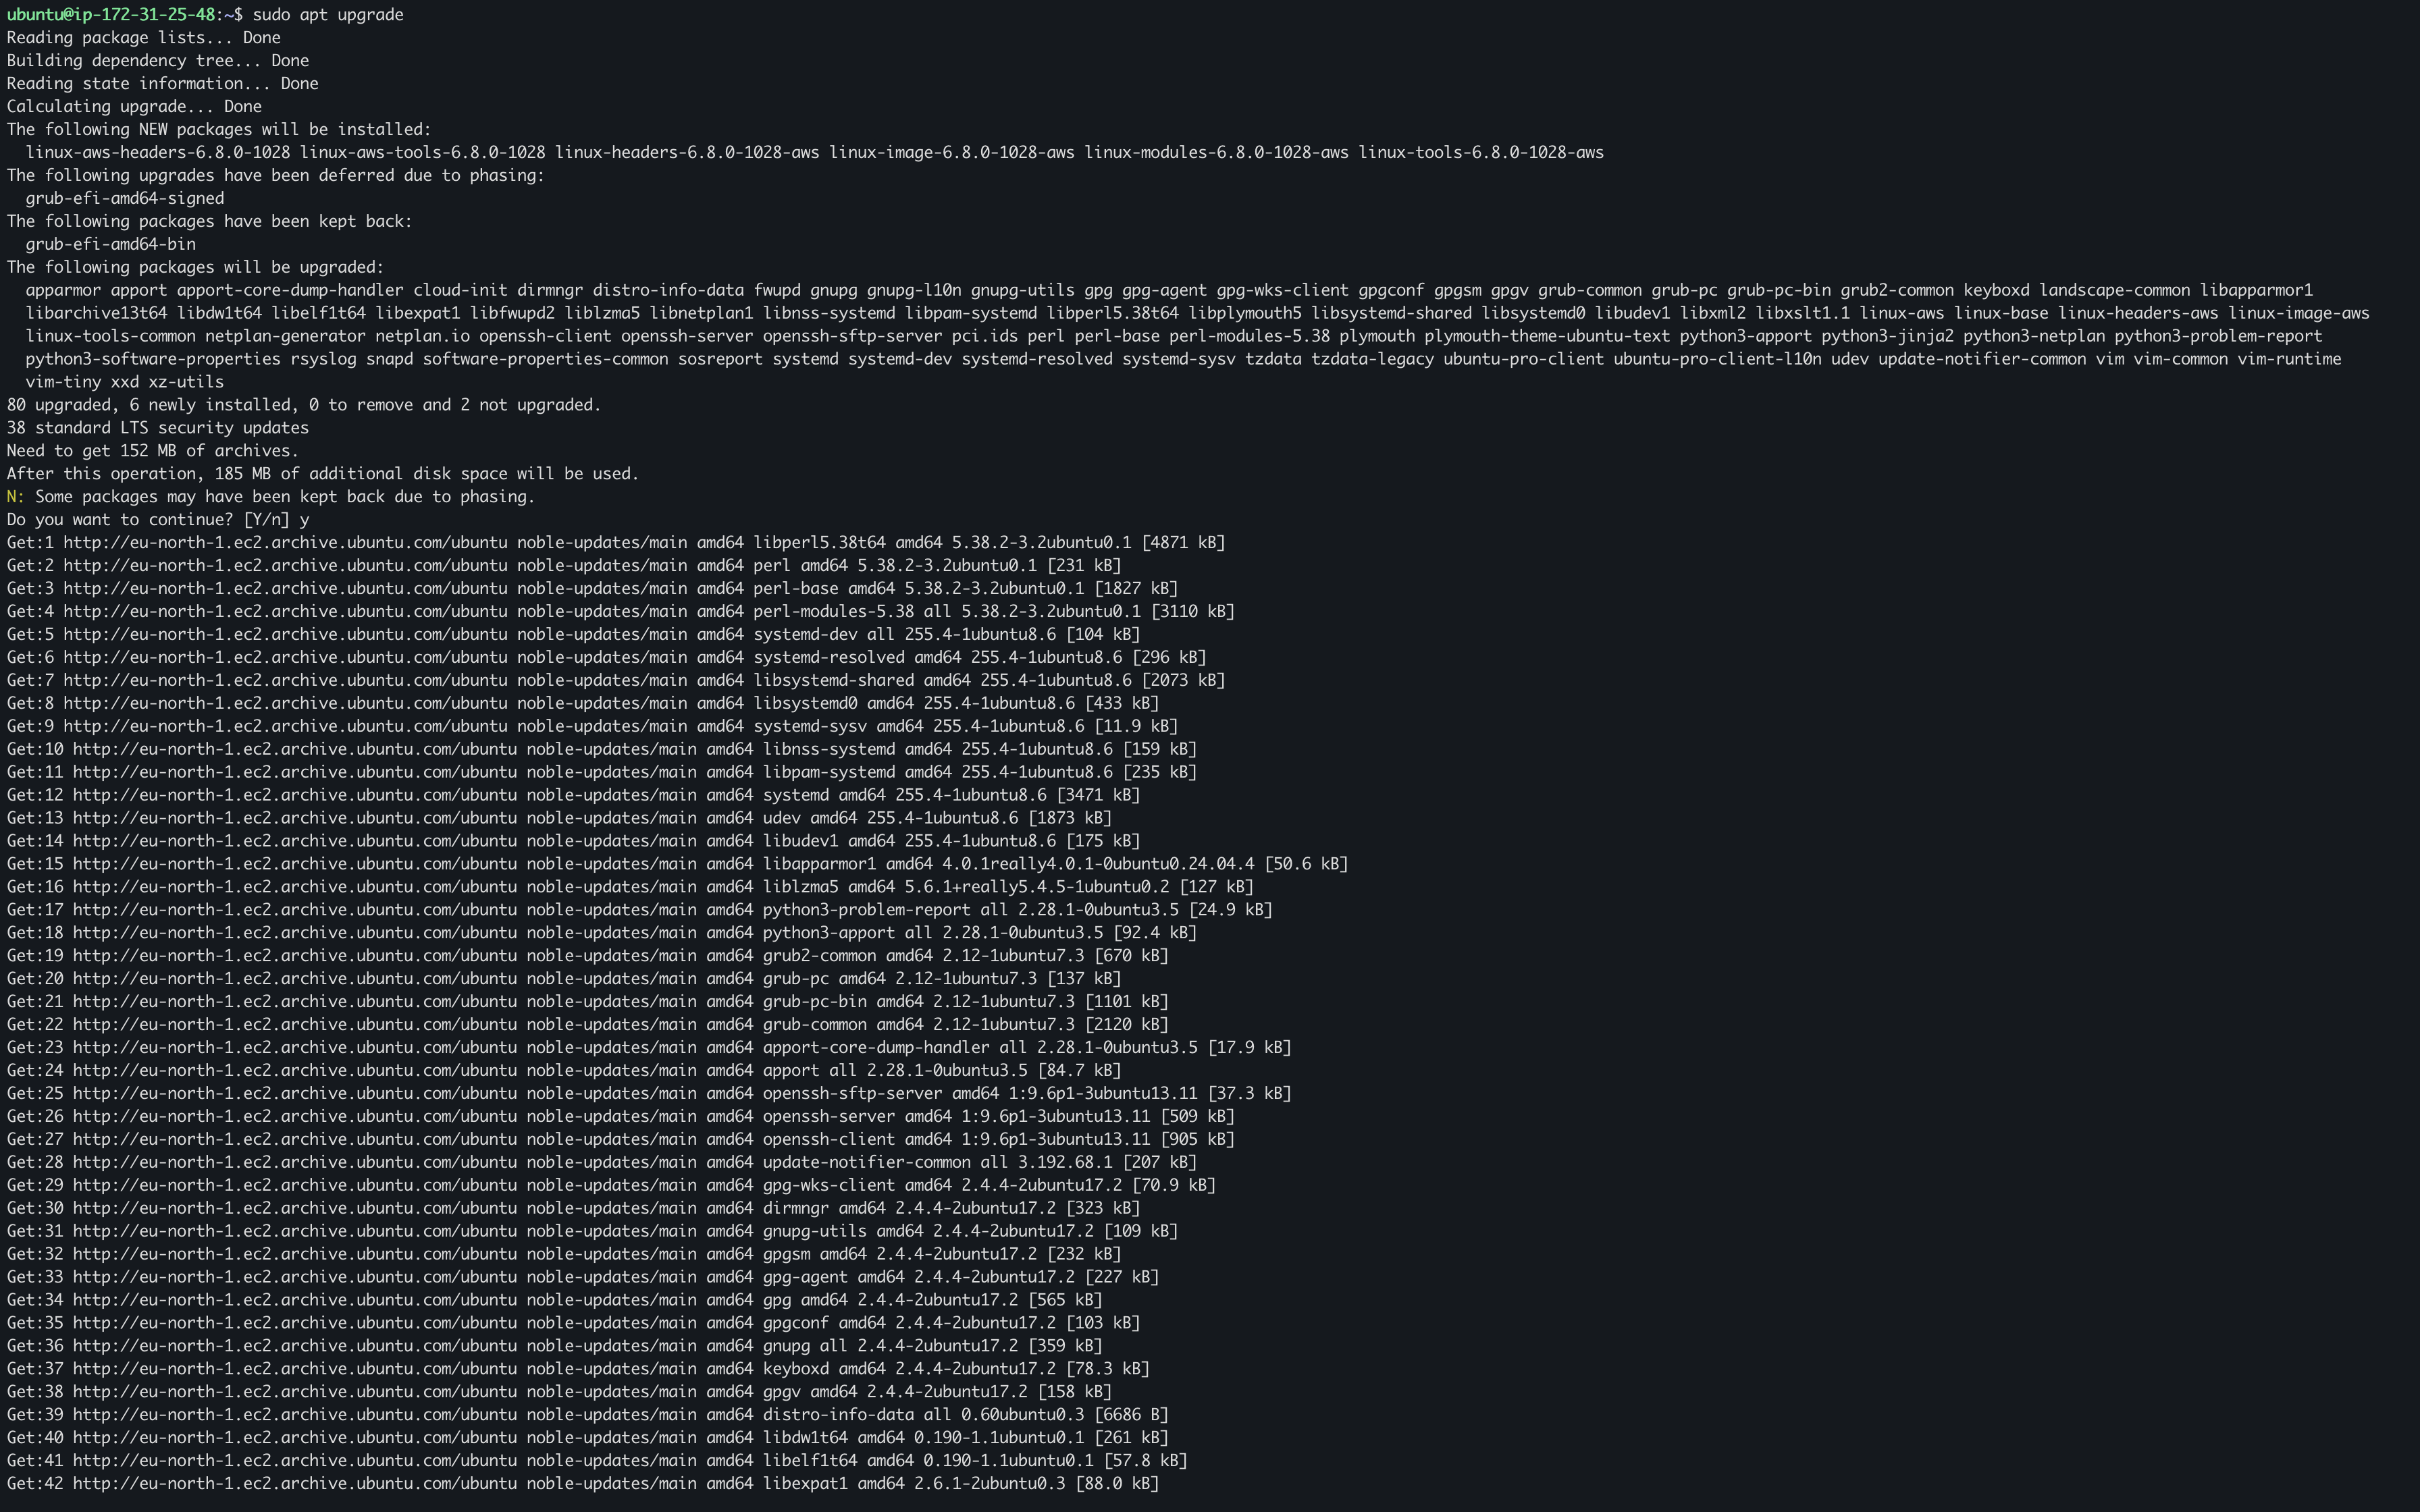 ubuntu@ip-172-31-25-48:~$ sudo apt upgrade
Reading package lists... Done
Building dependency tree... Done
Reading state information... Done
Calculating upgrade... Done
The following NEW packages will be installed:
  linux-aws-headers-6.8.0-1028 linux-aws-tools-6.8.0-1028 linux-headers-6.8.0-1028-aws linux-image-6.8.0-1028-aws linux-modules-6.8.0-1028-aws linux-tools-6.8.0-1028-aws
The following upgrades have been deferred due to phasing:
  grub-efi-amd64-signed
The following packages have been kept back:
  grub-efi-amd64-bin
The following packages will be upgraded:
  apparmor apport apport-core-dump-handler cloud-init dirmngr distro-info-data fwupd gnupg gnupg-l10n gnupg-utils gpg gpg-agent gpg-wks-client gpgconf gpgsm gpgv grub-common grub-pc grub-pc-bin grub2-common keyboxd landscape-common libapparmor1
  libarchive13t64 libdw1t64 libelf1t64 libexpat1 libfwupd2 liblzma5 libnetplan1 libnss-systemd libpam-systemd libperl5.38t64 libplymouth5 libsystemd-shared libsystemd0 libudev1 libxml2 libxslt1.1 linux-aws linux-base linux-headers-aws linux-image-aws
  linux-tools-common netplan-generator netplan.io openssh-client openssh-server openssh-sftp-server pci.ids perl perl-base perl-modules-5.38 plymouth plymouth-theme-ubuntu-text python3-apport python3-jinja2 python3-netplan python3-problem-report
  python3-software-properties rsyslog snapd software-properties-common sosreport systemd systemd-dev systemd-resolved systemd-sysv tzdata tzdata-legacy ubuntu-pro-client ubuntu-pro-client-l10n udev update-notifier-common vim vim-common vim-runtime
  vim-tiny xxd xz-utils
80 upgraded, 6 newly installed, 0 to remove and 2 not upgraded.
38 standard LTS security updates
Need to get 152 MB of archives.
After this operation, 185 MB of additional disk space will be used.
N: Some packages may have been kept back due to phasing.
Do you want to continue? [Y/n] y
Get:1 http://eu-north-1.ec2.archive.ubuntu.com/ubuntu noble-updates/main amd64 libperl5.38t64 amd64 5.38.2-3.2ubuntu0.1 [4871 kB]
Get:2 http://eu-north-1.ec2.archive.ubuntu.com/ubuntu noble-updates/main amd64 perl amd64 5.38.2-3.2ubuntu0.1 [231 kB]
Get:3 http://eu-north-1.ec2.archive.ubuntu.com/ubuntu noble-updates/main amd64 perl-base amd64 5.38.2-3.2ubuntu0.1 [1827 kB]
Get:4 http://eu-north-1.ec2.archive.ubuntu.com/ubuntu noble-updates/main amd64 perl-modules-5.38 all 5.38.2-3.2ubuntu0.1 [3110 kB]
Get:5 http://eu-north-1.ec2.archive.ubuntu.com/ubuntu noble-updates/main amd64 systemd-dev all 255.4-1ubuntu8.6 [104 kB]
Get:6 http://eu-north-1.ec2.archive.ubuntu.com/ubuntu noble-updates/main amd64 systemd-resolved amd64 255.4-1ubuntu8.6 [296 kB]
Get:7 http://eu-north-1.ec2.archive.ubuntu.com/ubuntu noble-updates/main amd64 libsystemd-shared amd64 255.4-1ubuntu8.6 [2073 kB]
Get:8 http://eu-north-1.ec2.archive.ubuntu.com/ubuntu noble-updates/main amd64 libsystemd0 amd64 255.4-1ubuntu8.6 [433 kB]
Get:9 http://eu-north-1.ec2.archive.ubuntu.com/ubuntu noble-updates/main amd64 systemd-sysv amd64 255.4-1ubuntu8.6 [11.9 kB]
Get:10 http://eu-north-1.ec2.archive.ubuntu.com/ubuntu noble-updates/main amd64 libnss-systemd amd64 255.4-1ubuntu8.6 [159 kB]
Get:11 http://eu-north-1.ec2.archive.ubuntu.com/ubuntu noble-updates/main amd64 libpam-systemd amd64 255.4-1ubuntu8.6 [235 kB]
Get:12 http://eu-north-1.ec2.archive.ubuntu.com/ubuntu noble-updates/main amd64 systemd amd64 255.4-1ubuntu8.6 [3471 kB]
Get:13 http://eu-north-1.ec2.archive.ubuntu.com/ubuntu noble-updates/main amd64 udev amd64 255.4-1ubuntu8.6 [1873 kB]
Get:14 http://eu-north-1.ec2.archive.ubuntu.com/ubuntu noble-updates/main amd64 libudev1 amd64 255.4-1ubuntu8.6 [175 kB]
Get:15 http://eu-north-1.ec2.archive.ubuntu.com/ubuntu noble-updates/main amd64 libapparmor1 amd64 4.0.1really4.0.1-0ubuntu0.24.04.4 [50.6 kB]
Get:16 http://eu-north-1.ec2.archive.ubuntu.com/ubuntu noble-updates/main amd64 liblzma5 amd64 5.6.1+really5.4.5-1ubuntu0.2 [127 kB]
Get:17 http://eu-north-1.ec2.archive.ubuntu.com/ubuntu noble-updates/main amd64 python3-problem-report all 2.28.1-0ubuntu3.5 [24.9 kB]
Get:18 http://eu-north-1.ec2.archive.ubuntu.com/ubuntu noble-updates/main amd64 python3-apport all 2.28.1-0ubuntu3.5 [92.4 kB]
Get:19 http://eu-north-1.ec2.archive.ubuntu.com/ubuntu noble-updates/main amd64 grub2-common amd64 2.12-1ubuntu7.3 [670 kB]
Get:20 http://eu-north-1.ec2.archive.ubuntu.com/ubuntu noble-updates/main amd64 grub-pc amd64 2.12-1ubuntu7.3 [137 kB]
Get:21 http://eu-north-1.ec2.archive.ubuntu.com/ubuntu noble-updates/main amd64 grub-pc-bin amd64 2.12-1ubuntu7.3 [1101 kB]
Get:22 http://eu-north-1.ec2.archive.ubuntu.com/ubuntu noble-updates/main amd64 grub-common amd64 2.12-1ubuntu7.3 [2120 kB]
Get:23 http://eu-north-1.ec2.archive.ubuntu.com/ubuntu noble-updates/main amd64 apport-core-dump-handler all 2.28.1-0ubuntu3.5 [17.9 kB]
Get:24 http://eu-north-1.ec2.archive.ubuntu.com/ubuntu noble-updates/main amd64 apport all 2.28.1-0ubuntu3.5 [84.7 kB]
Get:25 http://eu-north-1.ec2.archive.ubuntu.com/ubuntu noble-updates/main amd64 openssh-sftp-server amd64 1:9.6p1-3ubuntu13.11 [37.3 kB]
Get:26 http://eu-north-1.ec2.archive.ubuntu.com/ubuntu noble-updates/main amd64 openssh-server amd64 1:9.6p1-3ubuntu13.11 [509 kB]
Get:27 http://eu-north-1.ec2.archive.ubuntu.com/ubuntu noble-updates/main amd64 openssh-client amd64 1:9.6p1-3ubuntu13.11 [905 kB]
Get:28 http://eu-north-1.ec2.archive.ubuntu.com/ubuntu noble-updates/main amd64 update-notifier-common all 3.192.68.1 [207 kB]
Get:29 http://eu-north-1.ec2.archive.ubuntu.com/ubuntu noble-updates/main amd64 gpg-wks-client amd64 2.4.4-2ubuntu17.2 [70.9 kB]
Get:30 http://eu-north-1.ec2.archive.ubuntu.com/ubuntu noble-updates/main amd64 dirmngr amd64 2.4.4-2ubuntu17.2 [323 kB]
Get:31 http://eu-north-1.ec2.archive.ubuntu.com/ubuntu noble-updates/main amd64 gnupg-utils amd64 2.4.4-2ubuntu17.2 [109 kB]
Get:32 http://eu-north-1.ec2.archive.ubuntu.com/ubuntu noble-updates/main amd64 gpgsm amd64 2.4.4-2ubuntu17.2 [232 kB]
Get:33 http://eu-north-1.ec2.archive.ubuntu.com/ubuntu noble-updates/main amd64 gpg-agent amd64 2.4.4-2ubuntu17.2 [227 kB]
Get:34 http://eu-north-1.ec2.archive.ubuntu.com/ubuntu noble-updates/main amd64 gpg amd64 2.4.4-2ubuntu17.2 [565 kB]
Get:35 http://eu-north-1.ec2.archive.ubuntu.com/ubuntu noble-updates/main amd64 gpgconf amd64 2.4.4-2ubuntu17.2 [103 kB]
Get:36 http://eu-north-1.ec2.archive.ubuntu.com/ubuntu noble-updates/main amd64 gnupg all 2.4.4-2ubuntu17.2 [359 kB]
Get:37 http://eu-north-1.ec2.archive.ubuntu.com/ubuntu noble-updates/main amd64 keyboxd amd64 2.4.4-2ubuntu17.2 [78.3 kB]
Get:38 http://eu-north-1.ec2.archive.ubuntu.com/ubuntu noble-updates/main amd64 gpgv amd64 2.4.4-2ubuntu17.2 [158 kB]
Get:39 http://eu-north-1.ec2.archive.ubuntu.com/ubuntu noble-updates/main amd64 distro-info-data all 0.60ubuntu0.3 [6686 B]
Get:40 http://eu-north-1.ec2.archive.ubuntu.com/ubuntu noble-updates/main amd64 libdw1t64 amd64 0.190-1.1ubuntu0.1 [261 kB]
Get:41 http://eu-north-1.ec2.archive.ubuntu.com/ubuntu noble-updates/main amd64 libelf1t64 amd64 0.190-1.1ubuntu0.1 [57.8 kB]
Get:42 http://eu-north-1.ec2.archive.ubuntu.com/ubuntu noble-updates/main amd64 libexpat1 amd64 2.6.1-2ubuntu0.3 [88.0 kB]